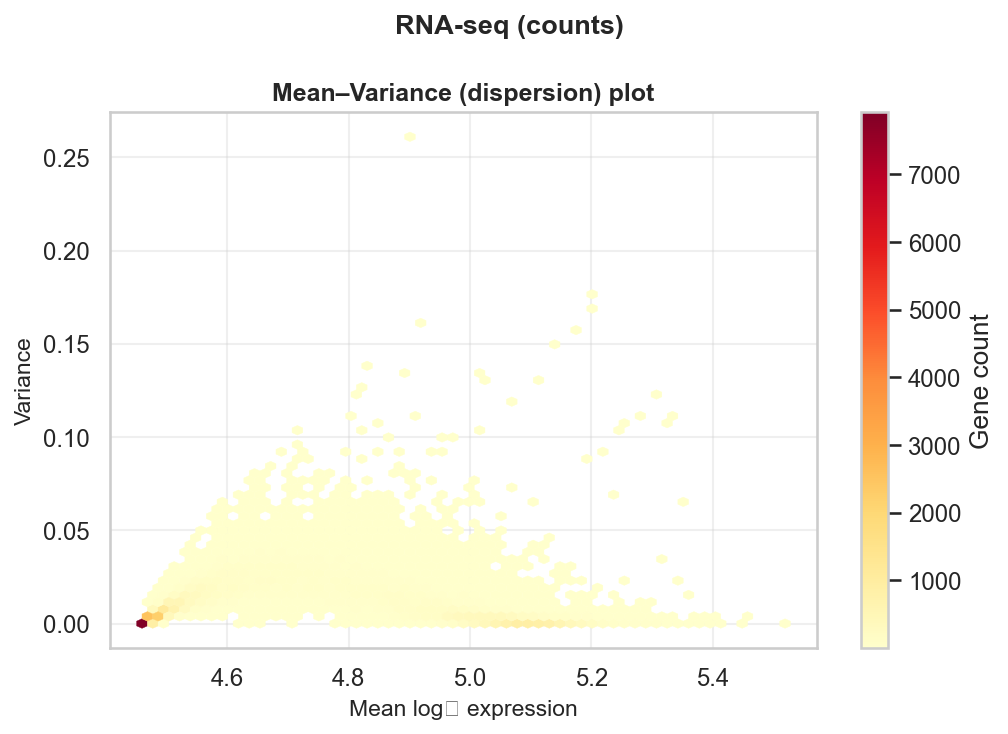 RNA-seq (counts)
Mean–Variance (dispersion) plot
Variance
0.25
0.20
0.15
0.10
0.05
0.00
4.6 4.8 5.0 5.2 5.4
Mean log▯ expression
7000
6000
5000
4000
3000
2000
1000
Gene count